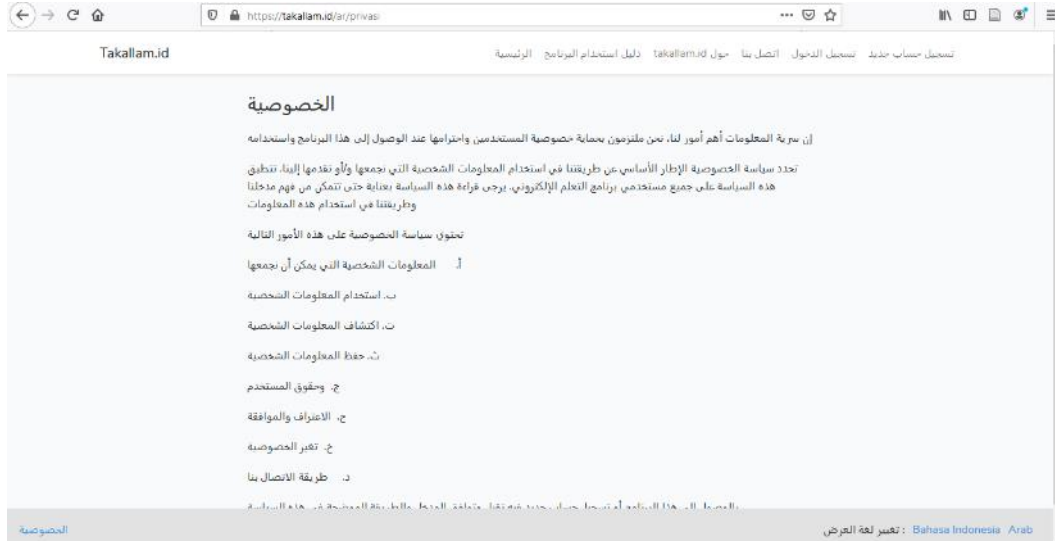 https://takallam.id/ar/privasi
Takallam.id
الرئيسية دليل استخدام البرنامج حول takallam.id اتصل بنا تسجيل الدخول تسجيل حساب جديد
الخصوصية
إن سرية المعلومات أهم أمور لنا، نحن ملتزمون بحماية خصوصية المستخدمين واحترامها عند الوصول إلى هذا البرنامج واستخدامه
تحدد سياسة الخصوصية الإطار الأساسي عن طريقتنا في استخدام المعلومات الشخصية التي نجمعها و/أو تقدمها إلينا. تنطبق
هذه السياسة على جميع مستخدمي برنامج التعلم الإلكتروني. يرجى قراءة هذه السياسة بعناية حتى تتمكن من فهم مدخلنا
وطريقتنا في استخدام هذه المعلومات
تحتوي سياسة الخصوصية على هذه الأمور التالية
أ. المعلومات الشخصية التي يمكن أن نجمعها
ب. استخدام المعلومات الشخصية
ت. اكتشاف المعلومات الشخصية
ث. حفظ المعلومات الشخصية
ج. وحقوق المستخدم
ح. الاعتراف والموافقة
خ. تغير الخصوصية
د. طريقة الاتصال بنا
الخصوصية
تغيير لغة العرض : Bahasa Indonesia Arab